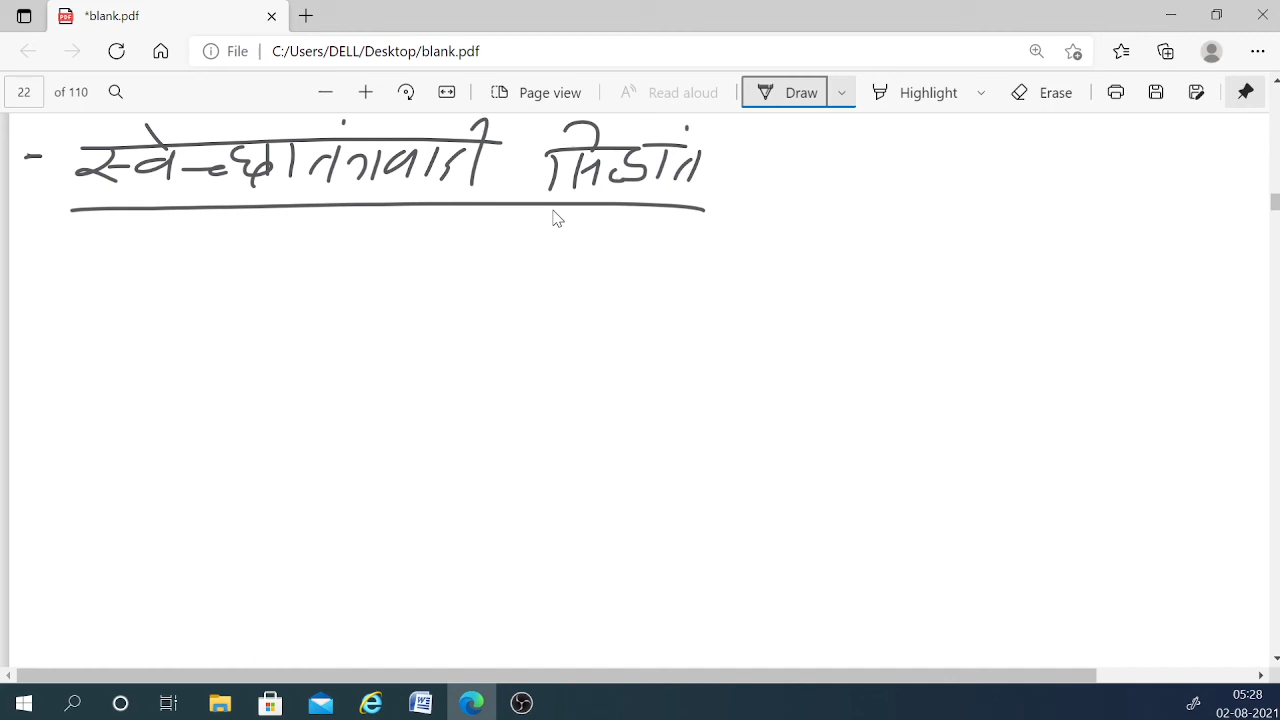 *blank.pdf
File C:/Users/DELL/Desktop/blank.pdf
22 of 110 Page view Read aloud Draw Highlight Erase
- स्वेच्छातंत्रवादी सिद्धांत
05:28
02-08-2021